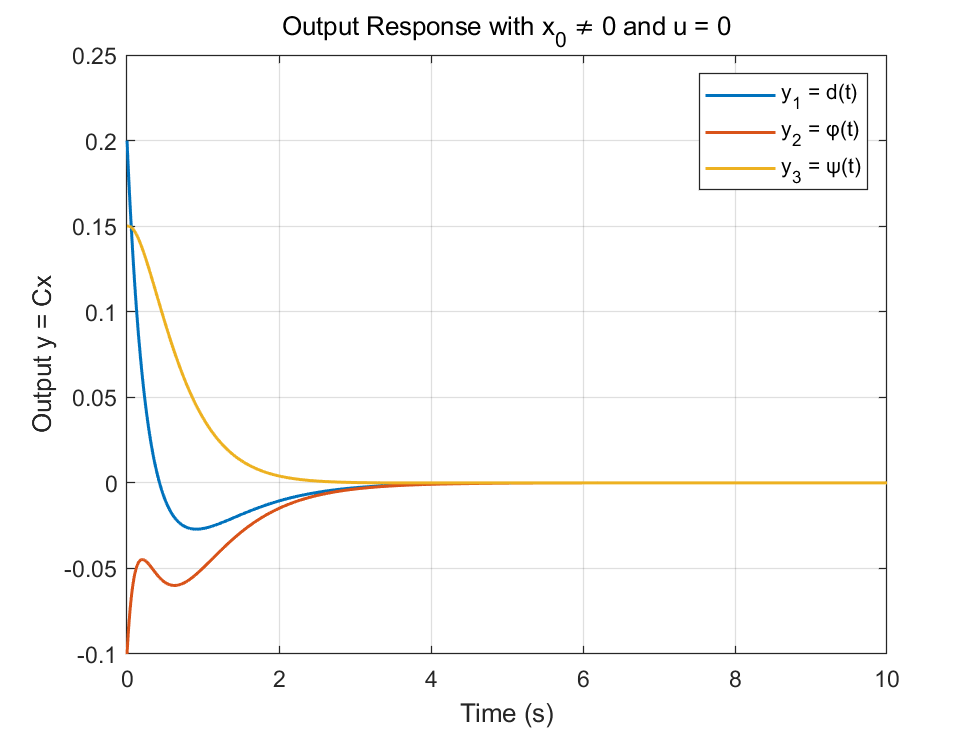 Output Response with x₀ ≠ 0 and u = 0
0.25
0.2
0.15
0.1
0.05
0
-0.05
-0.1
Output y = Cx
y₁ = d(t)
y₂ = φ(t)
y₃ = ψ(t)
0 2 4 6 8 10
Time (s)